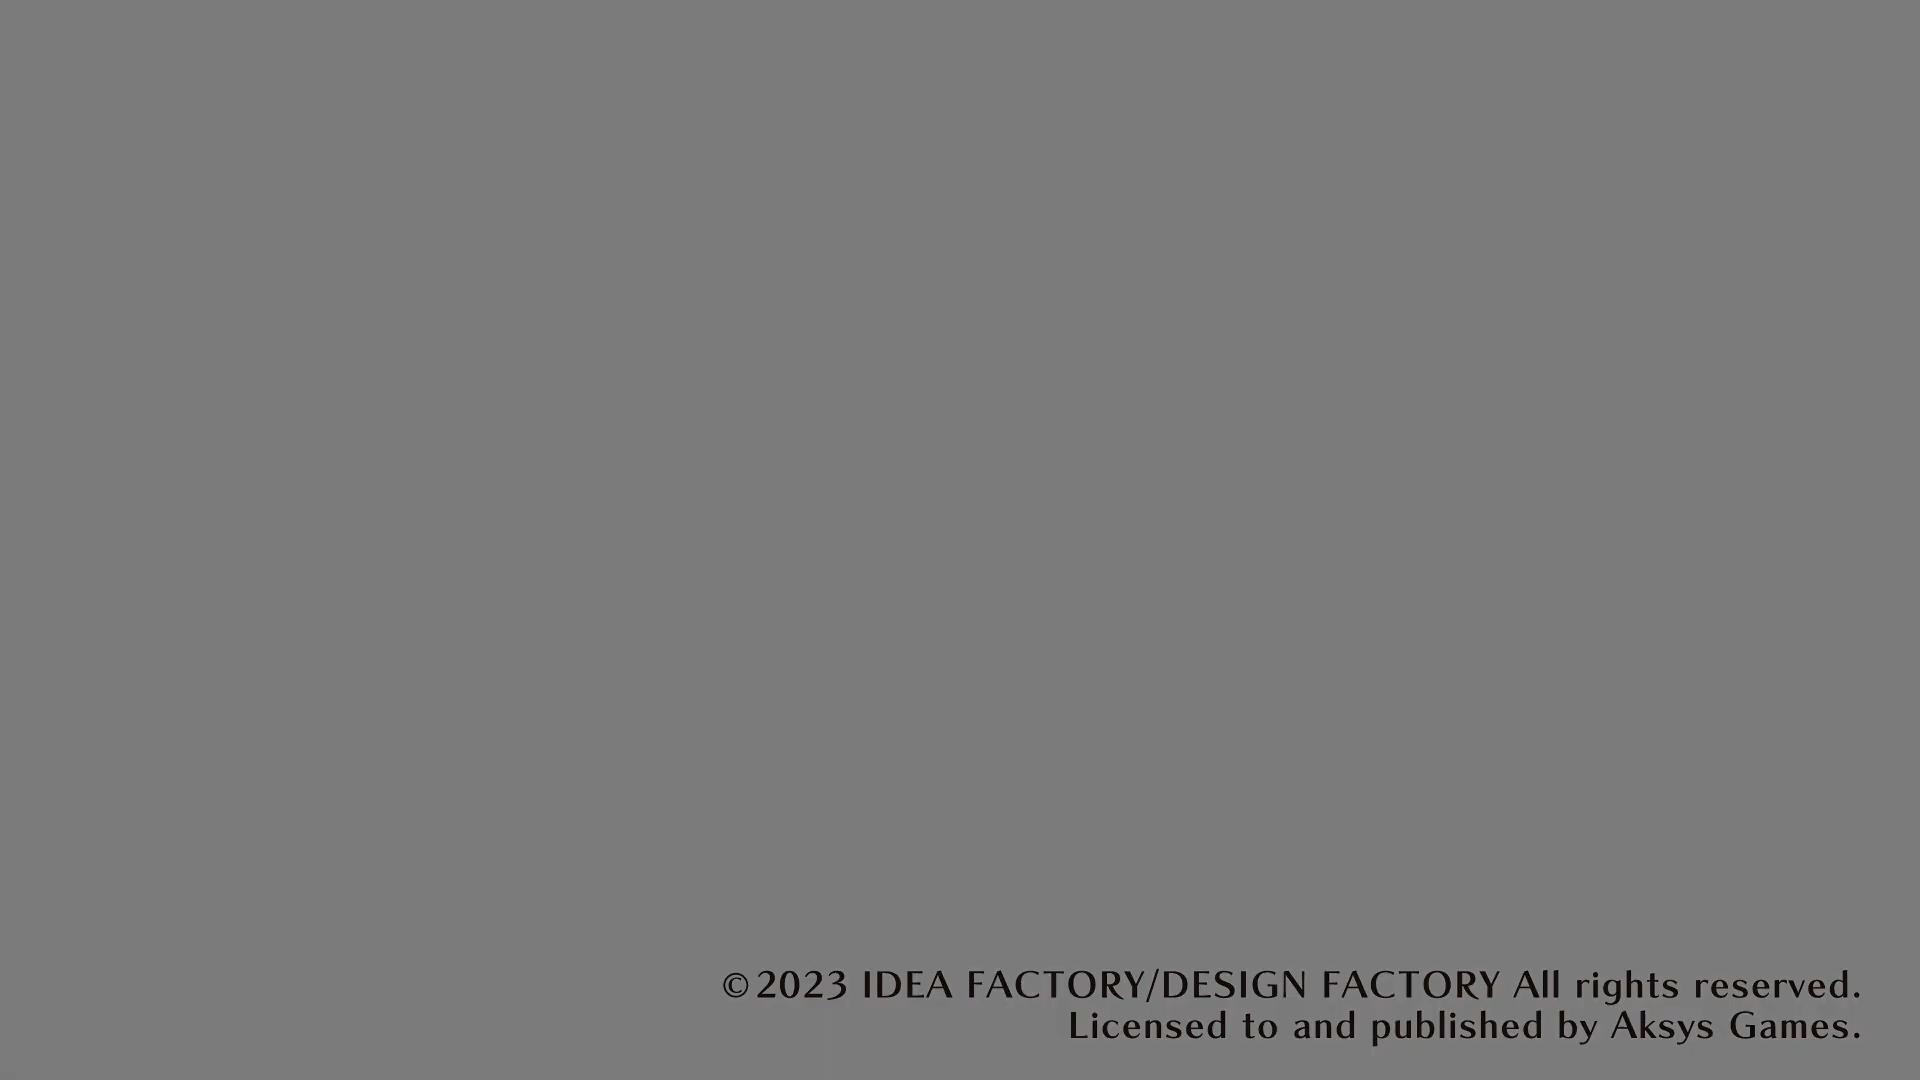 ©2023 IDEA FACTORY/DESIGN FACTORY All rights reserved.
Licensed to and published by Aksys Games.